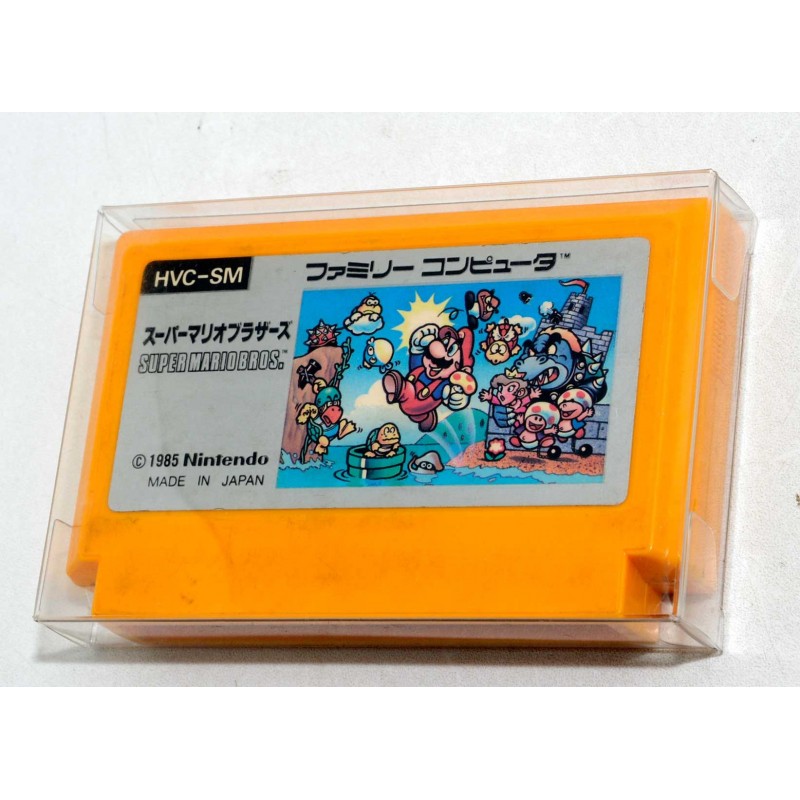 HVC-SM
ファミリー コンピュータ™
スーパーマリオブラザーズ
SUPER MARIO BROS.™
© 1985 Nintendo
MADE IN JAPAN